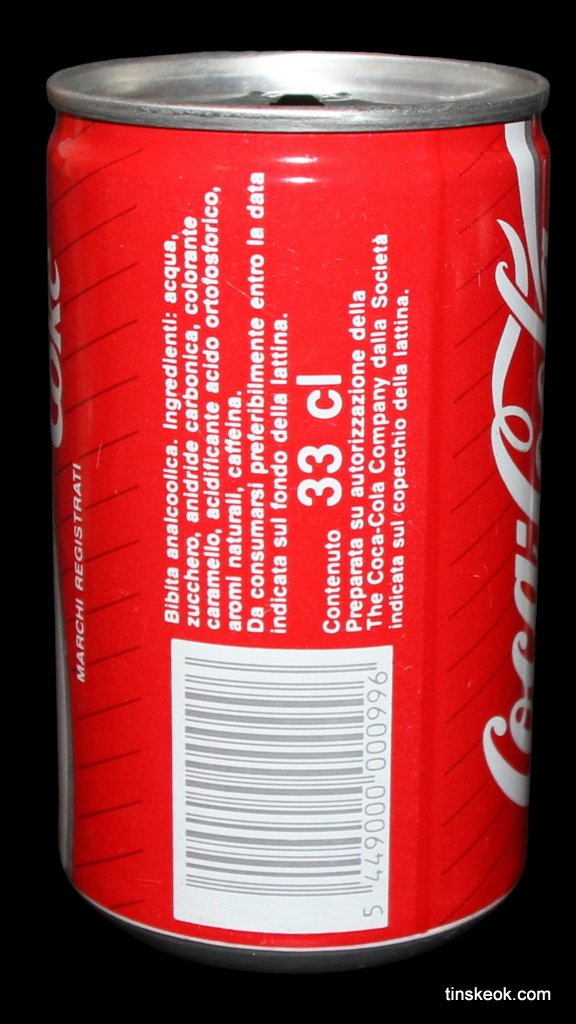 Coke
MARCHI REGISTRATI
Bibita analcoolica. Ingredienti: acqua,
zucchero, anidride carbonica, colorante
caramello, acidificante acido ortofosforico,
aromi naturali, caffeina.
Da consumarsi preferibilmente entro la data
indicata sul fondo della lattina.
Contenuto 33 cl
Preparata su autorizzazione della
The Coca-Cola Company dalla Società
indicata sul coperchio della lattina.
5 449000 000996
Coca-Cola
tinskeok.com